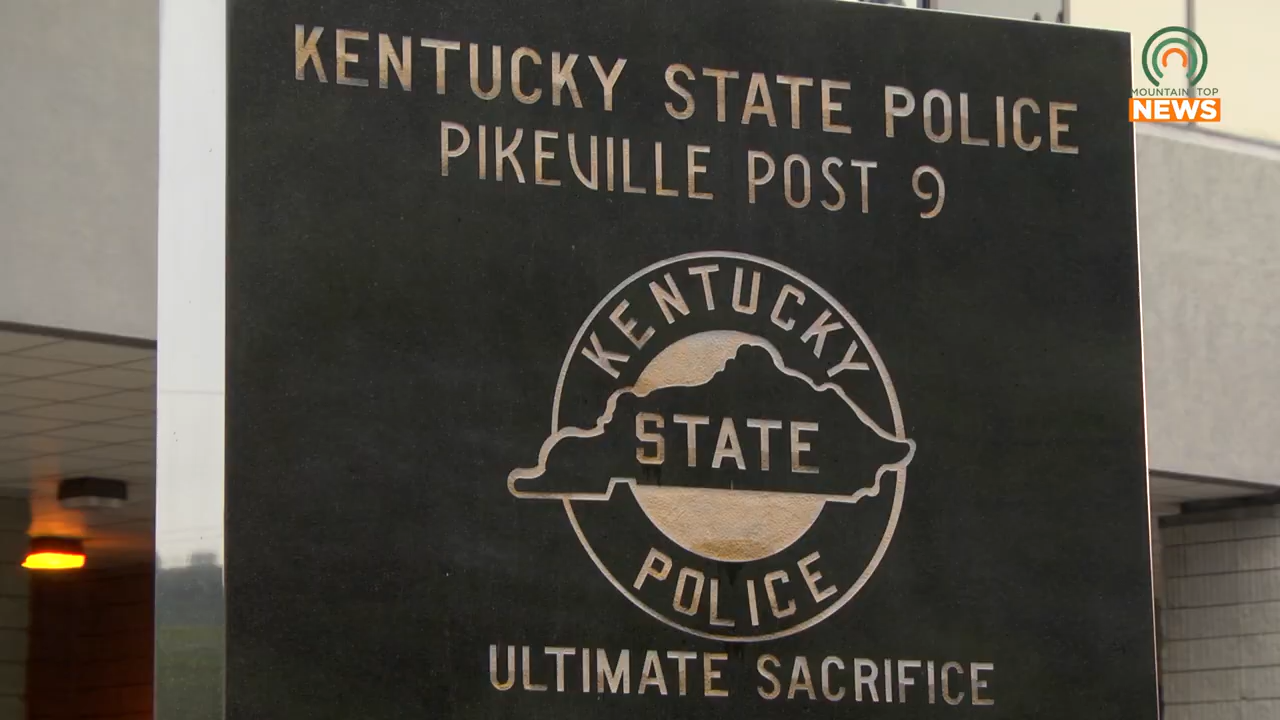 KENTUCKY STATE POLICE
PIKEVILLE POST 9
KENTUCKY
STATE
POLICE
ULTIMATE SACRIFICE
MOUNTAIN TOP
NEWS